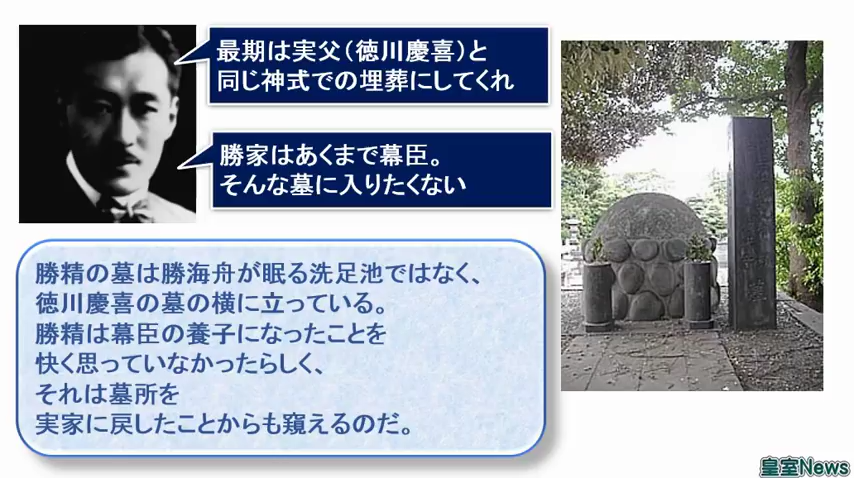 最期は実父（徳川慶喜）と
同じ神式での埋葬にしてくれ
勝家はあくまで幕臣。
そんな墓に入りたくない
勝精の墓は勝海舟が眠る洗足池ではなく、
徳川慶喜の墓の横に立っている。
勝精は幕臣の養子になったことを
快く思っていなかったらしく、
それは墓所を
実家に戻したことからも窺えるのだ。
皇室News